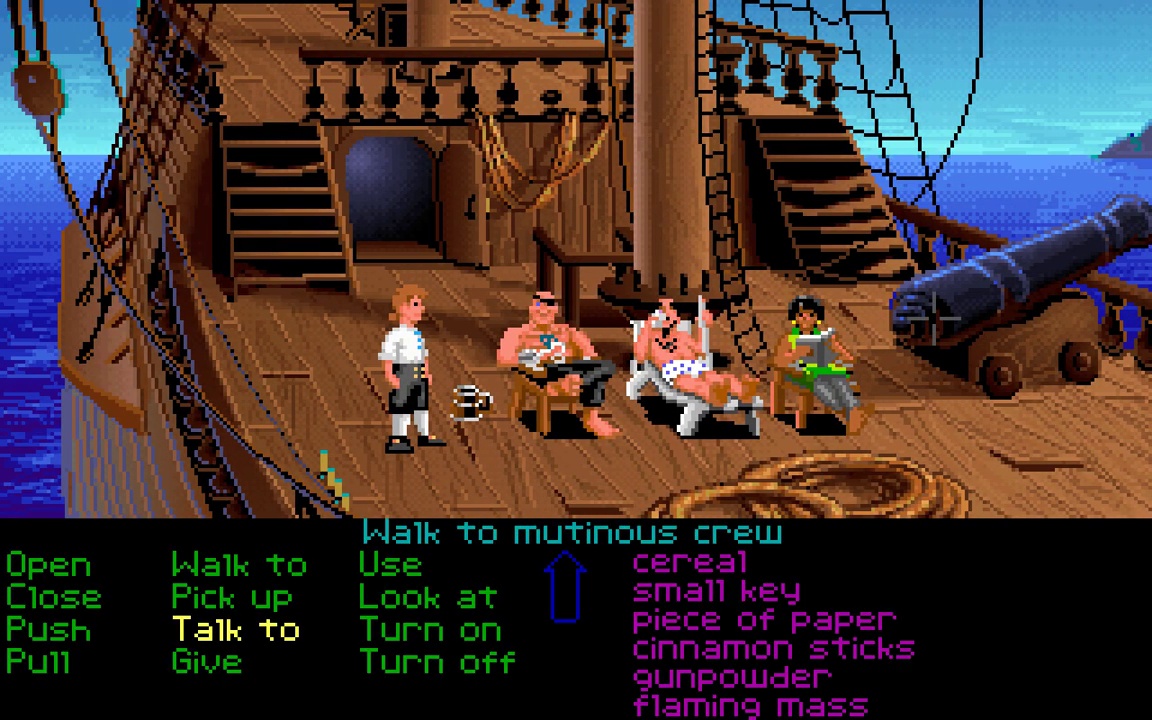 Walk to mutinous crew
Open Walk to Use
Close Pick up Look at
Push Talk to Turn on
Pull Give Turn off
cereal
small key
piece of paper
cinnamon sticks
gunpowder
flaming mass